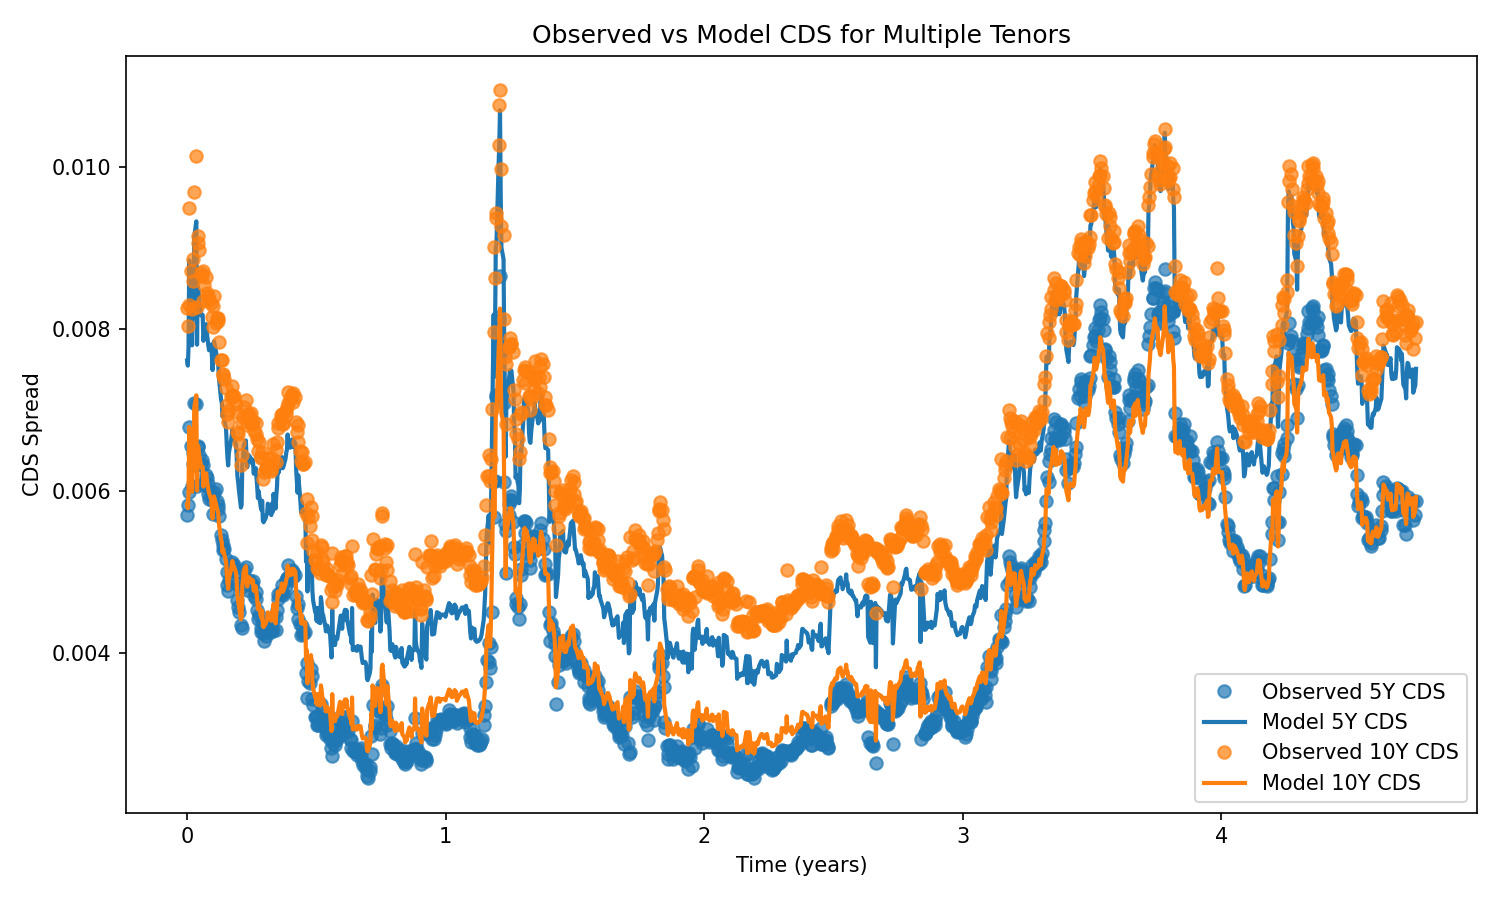 Observed vs Model CDS for Multiple Tenors
CDS Spread
0.010
0.008
0.006
0.004
0
1
2
3
4
Time (years)
Observed 5Y CDS
Model 5Y CDS
Observed 10Y CDS
Model 10Y CDS